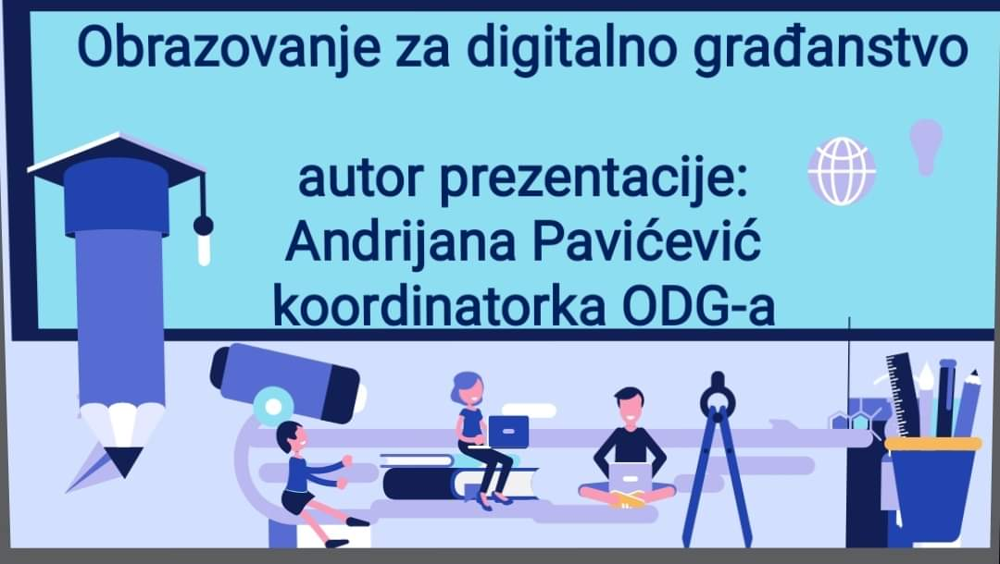 Obrazovanje za digitalno građanstvo
autor prezentacije:
Andrijana Pavićević
koordinatorka ODG-a